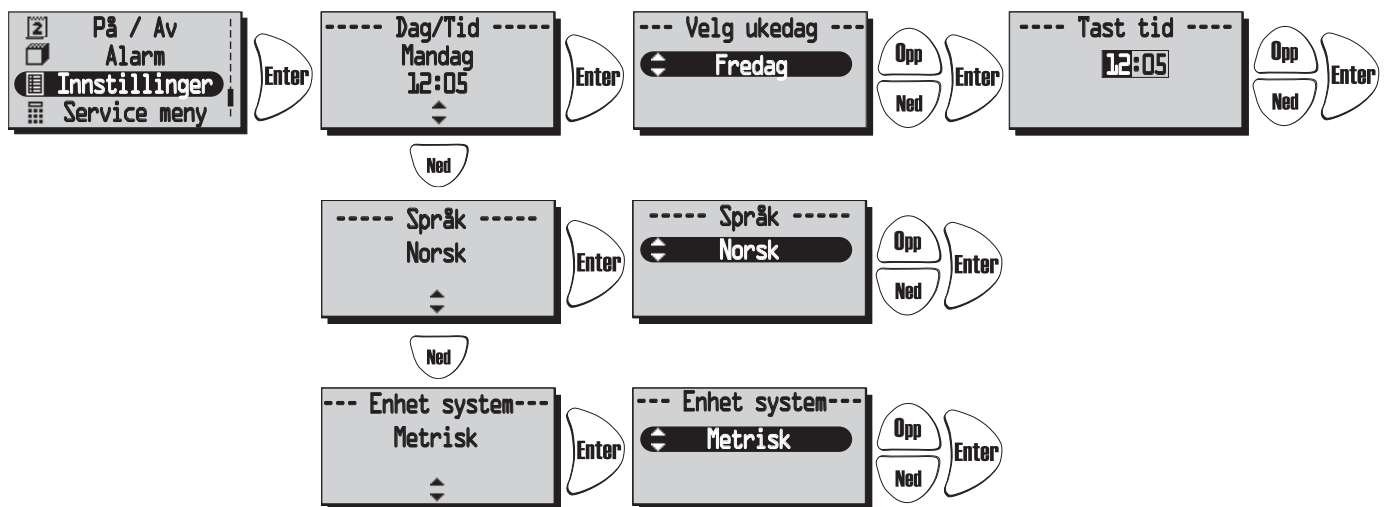 På / Av
Alarm
Innstillinger
Service meny
Enter
----- Dag/Tid -----
Mandag
12:05
Enter
--- Velg ukedag ---
Fredag
Opp
Ned
Enter
---- Tast tid ----
12:05
Opp
Ned
Enter
Ned
----- Språk -----
Norsk
Enter
----- Språk -----
Norsk
Opp
Ned
Enter
Ned
--- Enhet system---
Metrisk
Enter
--- Enhet system---
Metrisk
Opp
Ned
Enter